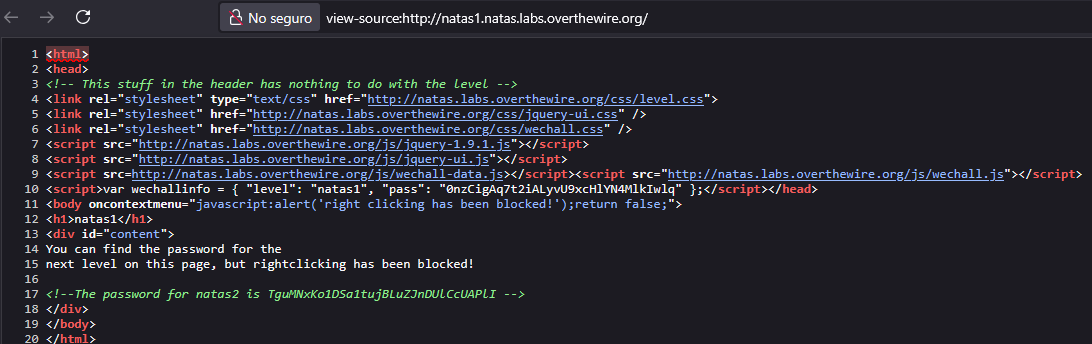 No seguro view-source:http://natas1.natas.labs.overthewire.org/
1 <html>
2 <head>
3 <!-- This stuff in the header has nothing to do with the level -->
4 <link rel="stylesheet" type="text/css" href="http://natas.labs.overthewire.org/css/level.css">
5 <link rel="stylesheet" href="http://natas.labs.overthewire.org/css/jquery-ui.css" />
6 <link rel="stylesheet" href="http://natas.labs.overthewire.org/css/wechall.css" />
7 <script src="http://natas.labs.overthewire.org/js/jquery-1.9.1.js"></script>
8 <script src="http://natas.labs.overthewire.org/js/jquery-ui.js"></script>
9 <script src=http://natas.labs.overthewire.org/js/wechall-data.js></script><script src="http://natas.labs.overthewire.org/js/wechall.js"></script>
10 <script>var wechallinfo = { "level": "natas1", "pass": "0nzCigAq7t2iALyvU9xcHlYN4MlkIwlq" };</script></head>
11 <body oncontextmenu="javascript:alert('right clicking has been blocked!');return false;">
12 <h1>natas1</h1>
13 <div id="content">
14 You can find the password for the
15 next level on this page, but rightclicking has been blocked!
16
17 <!--The password for natas2 is TguMNxKo1DSa1tujBLuZJnDUlCcUAPlI -->
18 </div>
19 </body>
20 </html>